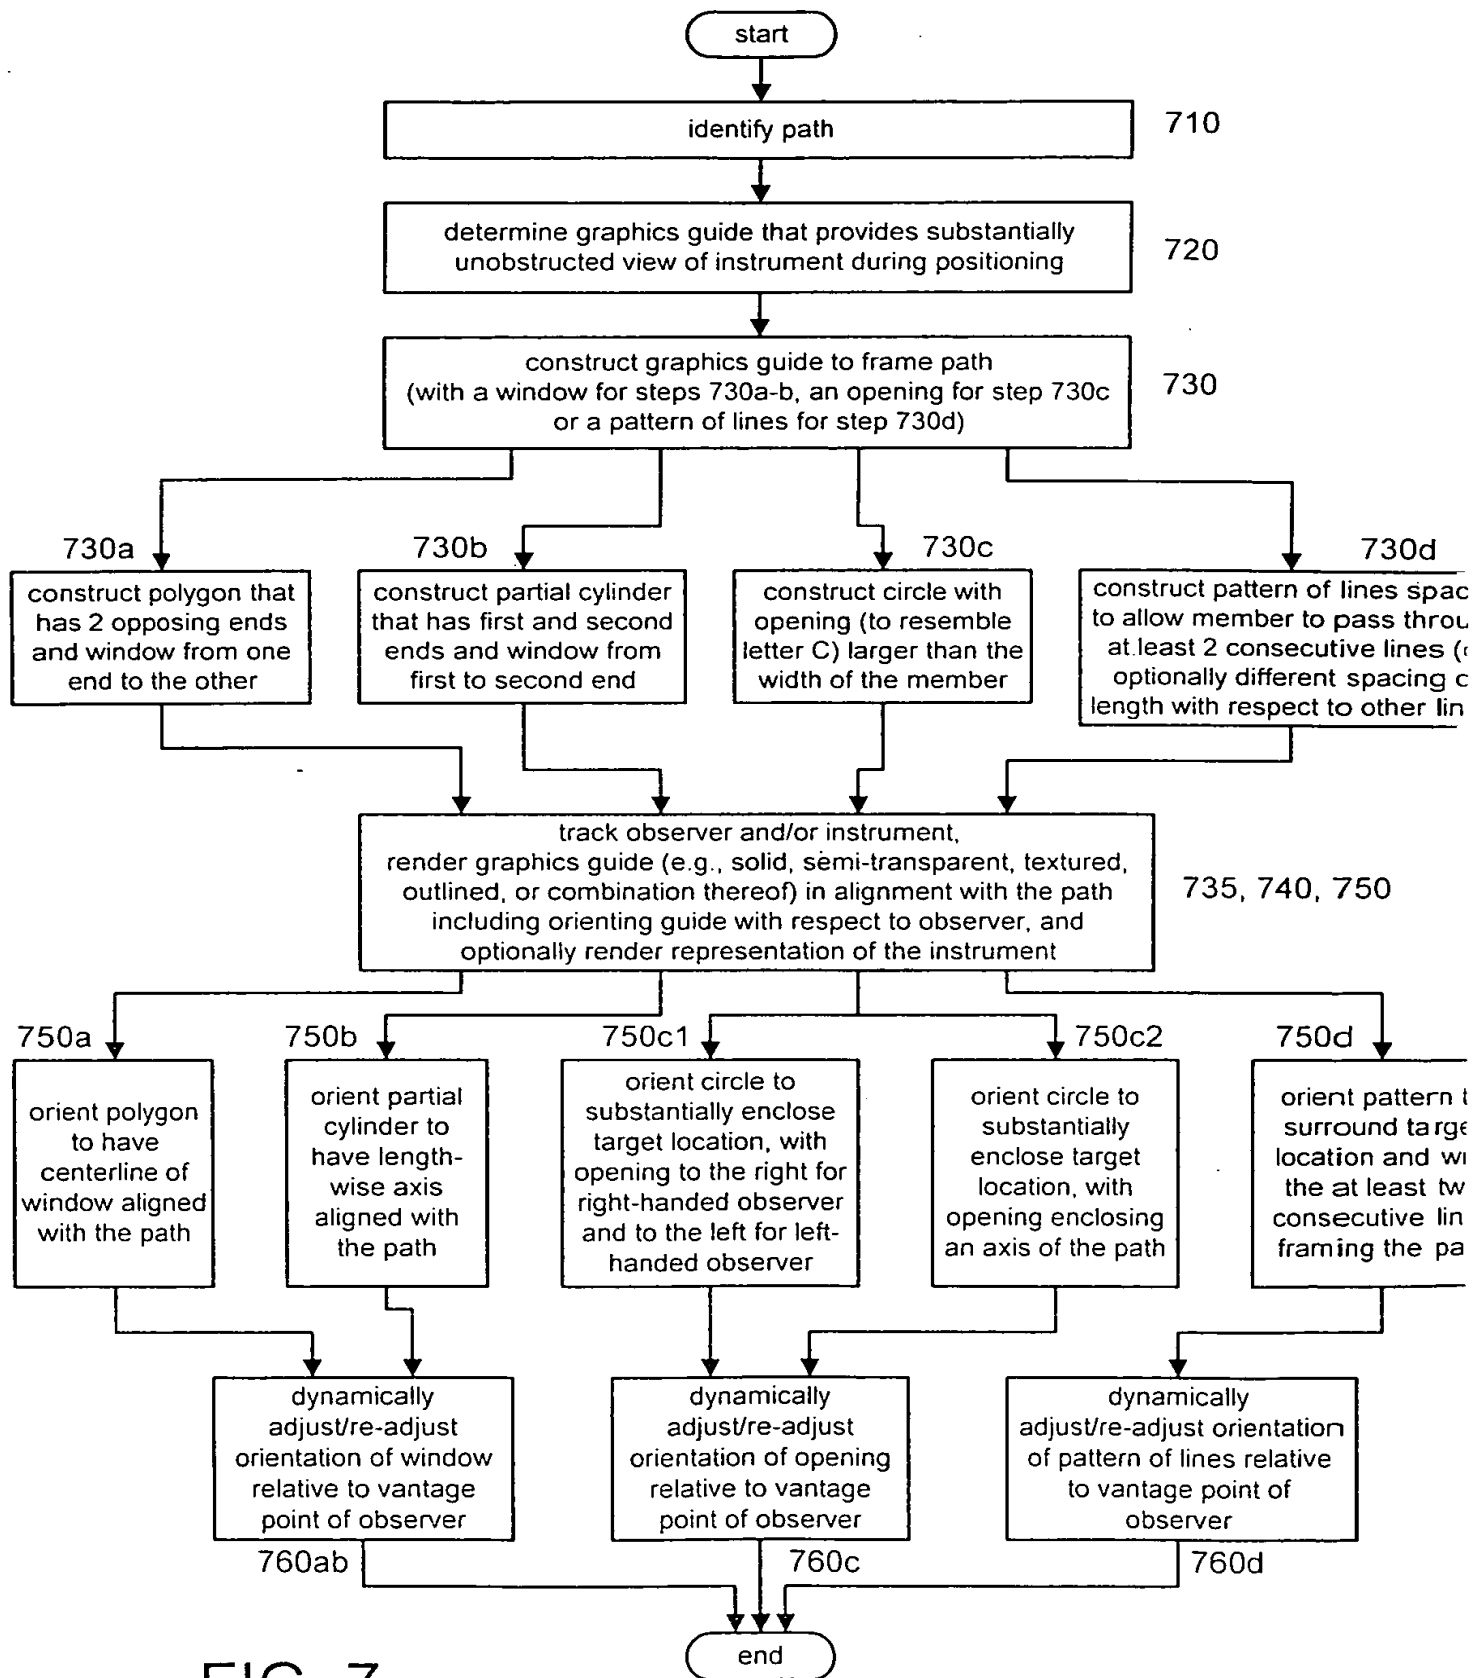 start
identify path
710
determine graphics guide that provides substantially
unobstructed view of instrument during positioning
720
construct graphics guide to frame path
(with a window for steps 730a-b, an opening for step 730c
or a pattern of lines for step 730d)
730
730a
construct polygon that
has 2 opposing ends
and window from one
end to the other
730b
construct partial cylinder
that has first and second
ends and window from
first to second end
730c
construct circle with
opening (to resemble
letter C) larger than the
width of the member
730d
construct pattern of lines
to allow member to pass
at least 2 consecutive lines
optionally different spacing
length with respect to other
track observer and/or instrument,
render graphics guide (e.g., solid, semi-transparent, textured,
outlined, or combination thereof) in alignment with the path
including orienting guide with respect to observer, and
optionally render representation of the instrument
735, 740, 750
750a
orient polygon
to have
centerline of
window aligned
with the path
750b
orient partial
cylinder to
have length-
wise axis
aligned with
the path
750c1
orient circle to
substantially enclose
target location, with
opening to the right for
right-handed observer
and to the left for left-
handed observer
750c2
orient circle to
substantially
enclose target
location, with
opening enclosing
an axis of the path
750d
orient pattern
surround
location and
the at least
consecutive
framing the
dynamically
adjust/re-adjust
orientation of window
relative to vantage
point of observer
760ab
dynamically
adjust/re-adjust
orientation of opening
relative to vantage
point of observer
760c
dynamically
adjust/re-adjust orientation
of pattern of lines relative
to vantage point of
observer
760d
end
FIG. 7